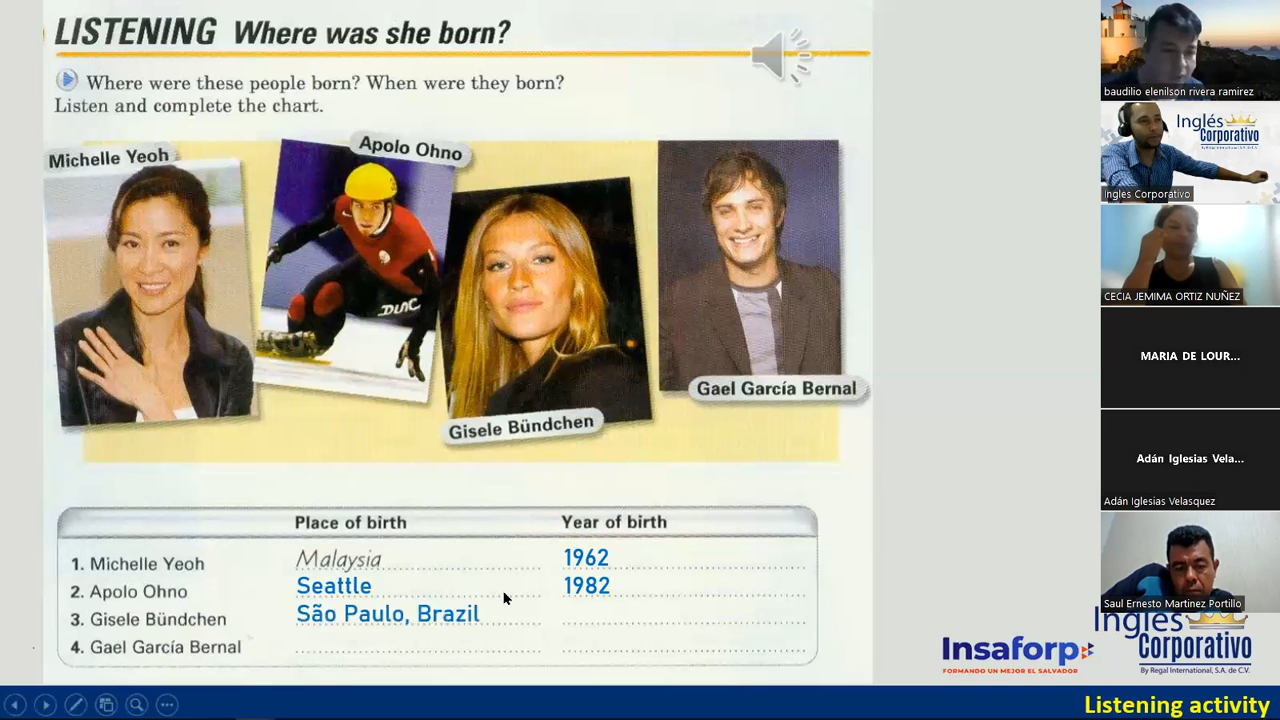 LISTENING Where was she born?
Where were these people born? When were they born?
Listen and complete the chart.
Michelle Yeoh
Apolo Ohno
Gisele Bündchen
Gael García Bernal
Place of birth Year of birth
1. Michelle Yeoh Malaysia 1962
2. Apolo Ohno Seattle 1982
3. Gisele Bündchen São Paulo, Brazil
4. Gael García Bernal
baudilio elenilson rivera ramirez
Inglés
Corporativo
By Regal International, S.A. de C.V.
Ingles Corporativo
CECIA JEMIMA ORTIZ NUÑEZ
MARIA DE LOUR...
Adán Iglesias Vela...
Adán Iglesias Velasquez
Saul Ernesto Martinez Portillo
Insaforp
FORMANDO UN MEJOR EL SALVADOR
Inglés
Corporativo
By Regal International, S.A. de C.V.
Listening activity